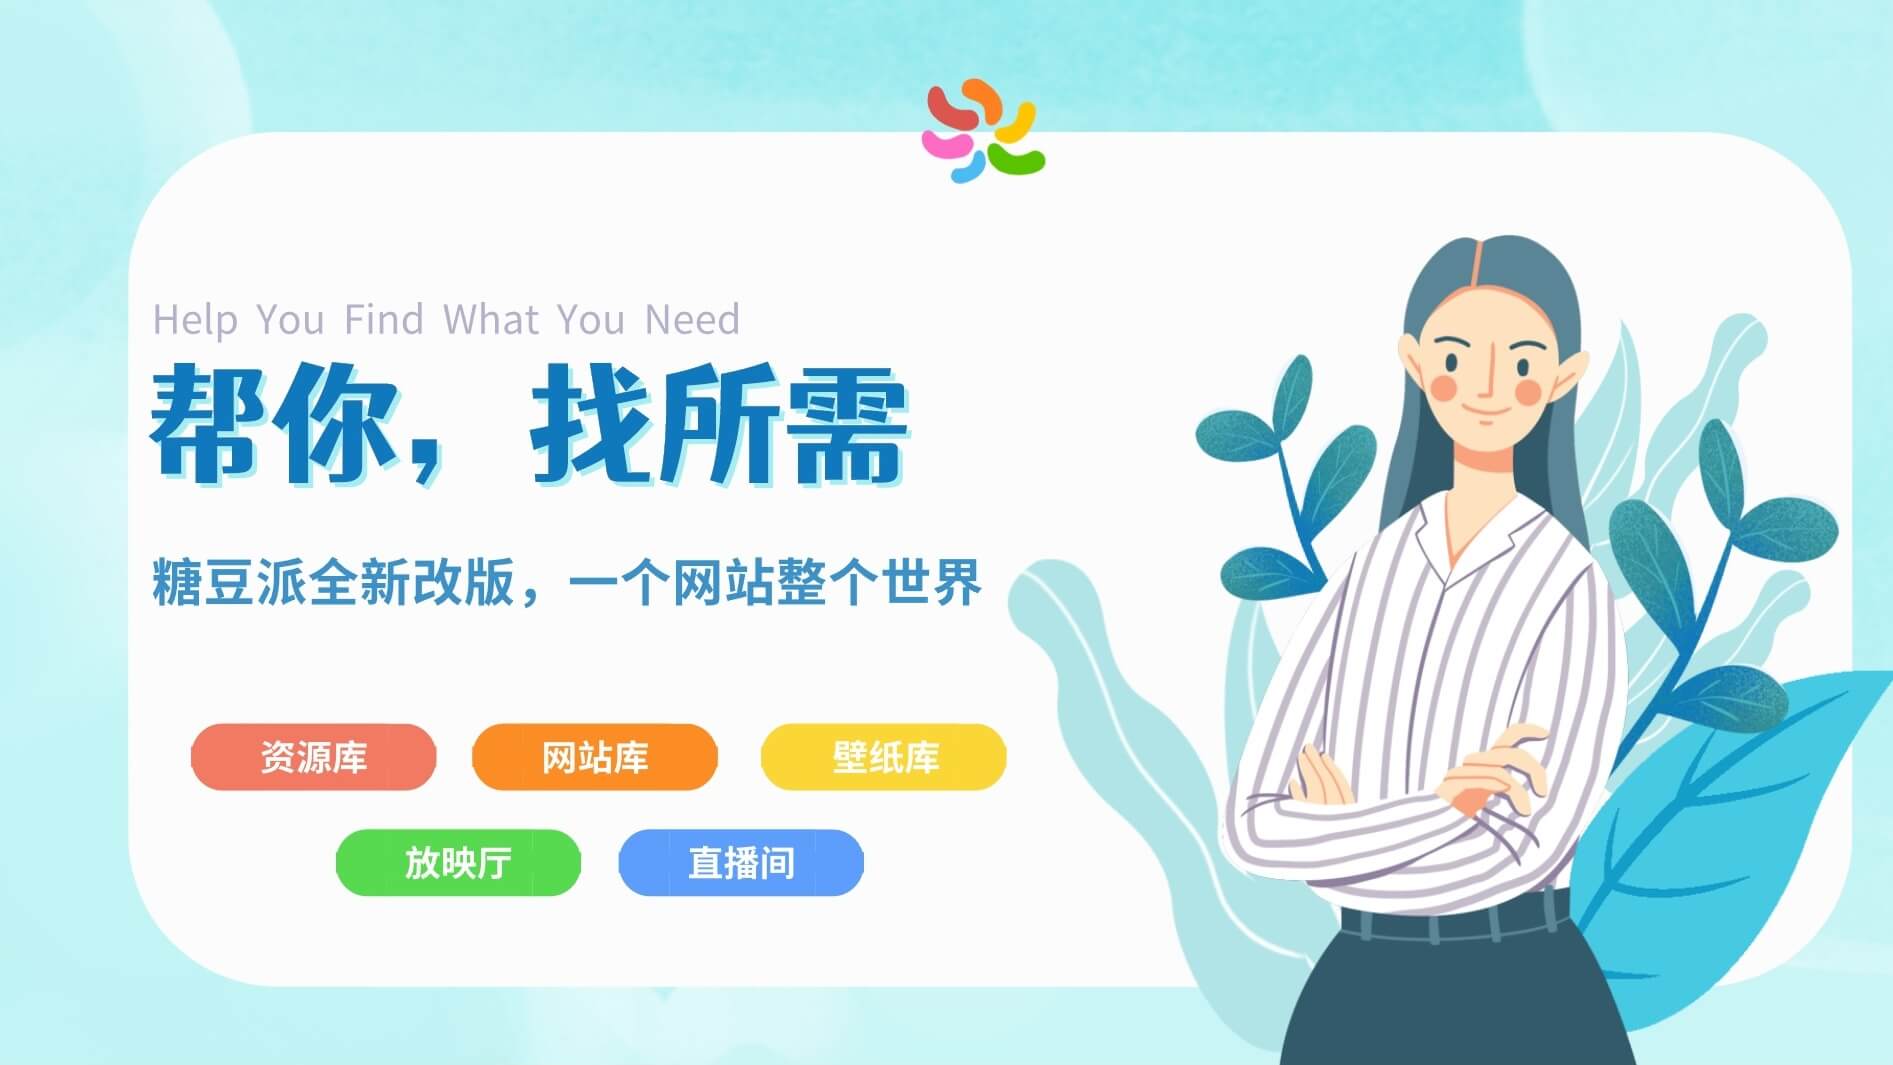 Help You Find What You Need
帮你，找所需
糖豆派全新改版，一个网站整个世界
资源库
网站库
壁纸库
放映厅
直播间